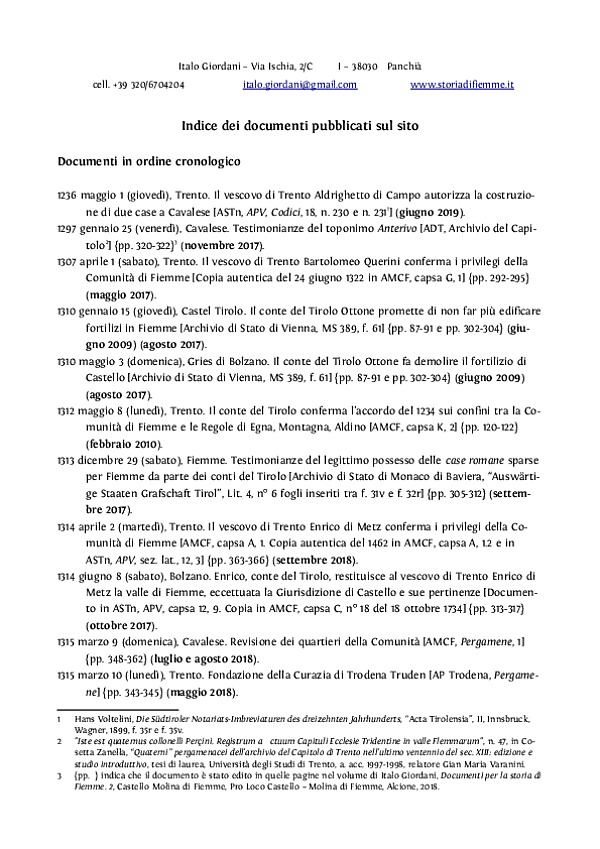 Italo Giordani – Via Ischia, 2/C I – 38030 Panchià
cell. +39 320/6704204 italo.giordani@gmail.com www.storiadifiemme.it
Indice dei documenti pubblicati sul sito
Documenti in ordine cronologico
1236 maggio 1 (giovedì), Trento. Il vescovo di Trento Aldrighetto di Campo autorizza la costruzio-
ne di due case a Cavalese [ASTn, APV, Codici, 18, n. 230 e n. 231¹] (giugno 2019).
1297 gennaio 25 (venerdì), Cavalese. Testimonianze del toponimo Anterivo [ADT, Archivio del Capi-
tolo²] {pp. 320-322}³ (novembre 2017).
1307 aprile 1 (sabato), Trento. Il vescovo di Trento Bartolomeo Querini conferma i privilegi della
Comunità di Fiemme [Copia autentica del 24 giugno 1322 in AMCF, capsa G, 1] {pp. 292-295}
(maggio 2017).
1310 gennaio 15 (giovedì), Castel Tirolo. Il conte del Tirolo Ottone promette di non far più edificare
fortilizi in Fiemme [Archivio di Stato di Vienna, MS 389, f. 61] {pp. 87-91 e pp. 302-304} (giu-
gno 2009) (agosto 2017).
1310 maggio 3 (domenica), Gries di Bolzano. Il conte del Tirolo Ottone fa demolire il fortilizio di
Castello [Archivio di Stato di Vienna, MS 389, f. 61] {pp. 87-91 e pp. 302-304} (giugno 2009)
(agosto 2017).
1312 maggio 8 (lunedì), Trento. Il conte del Tirolo conferma l'accordo del 1234 sui confini tra la Co-
munità di Fiemme e le Regole di Egna, Montagna, Aldino [AMCF, capsa K, 2] {pp. 120-122}
(febbraio 2010).
1313 dicembre 29 (sabato), Fiemme. Testimonianze del legittimo possesso delle case romane sparse
per Fiemme da parte dei conti del Tirolo [Archivio di Stato di Monaco di Baviera, "Auswärti-
ge Staaten Grafschaft Tirol", Lit. 4, n° 6 fogli inseriti tra f. 31v e f. 32r] {pp. 305-312} (settem-
bre 2017).
1314 aprile 2 (martedì), Trento. Il vescovo di Trento Enrico di Metz conferma i privilegi della Co-
munità di Fiemme [AMCF, capsa A, 1. Copia autentica del 1462 in AMCF, capsa A, 1.2 e in
ASTn, APV, sez. lat., 12, 3] {pp. 363-366} (settembre 2018).
1314 giugno 8 (sabato), Bolzano. Enrico, conte del Tirolo, restituisce al vescovo di Trento Enrico di
Metz la valle di Fiemme, eccettuata la Giurisdizione di Castello e sue pertinenze [Documen-
to in ASTn, APV, capsa 12, 9. Copia in AMCF, capsa C, n° 18 del 18 ottobre 1734] {pp. 313-317}
(ottobre 2017).
1315 marzo 9 (domenica), Cavalese. Revisione dei quartieri della Comunità [AMCF, Pergamene, 1]
{pp. 348-362} (luglio e agosto 2018).
1315 marzo 10 (lunedì), Trento. Fondazione della Curazia di Trodena Truden [AP Trodena, Pergame-
ne] {pp. 343-345} (maggio 2018).
1 Hans Voltelini, Die Südtiroler Notariats-Imbreviaturen des dreizehnten Jahrhunderts, "Acta Tirolensia", II, Innsbruck,
Wagner, 1899, f. 35r e f. 35v.
2 "Iste est quaternus collonelli Perçini, Registrum a ctuum Capituli Ecclesie Tridentine in valle Flemmarum", n. 47, in Co-
setta Zanella, "Quaterni" pergamenacei dell'archivio del Capitolo di Trento nell'ultimo ventennio del sec. XIII: edizione e
studio introduttivo, tesi di laurea, Università degli Studi di Trento, a. acc. 1997-1998, relatore Gian Maria Varanini.
3 {pp. } indica che il documento è stato edito in quelle pagine nel volume di Italo Giordani, Documenti per la storia di
Fiemme. 2, Castello Molina di Fiemme, Pro Loco Castello – Molina di Fiemme, Alcione, 2018.